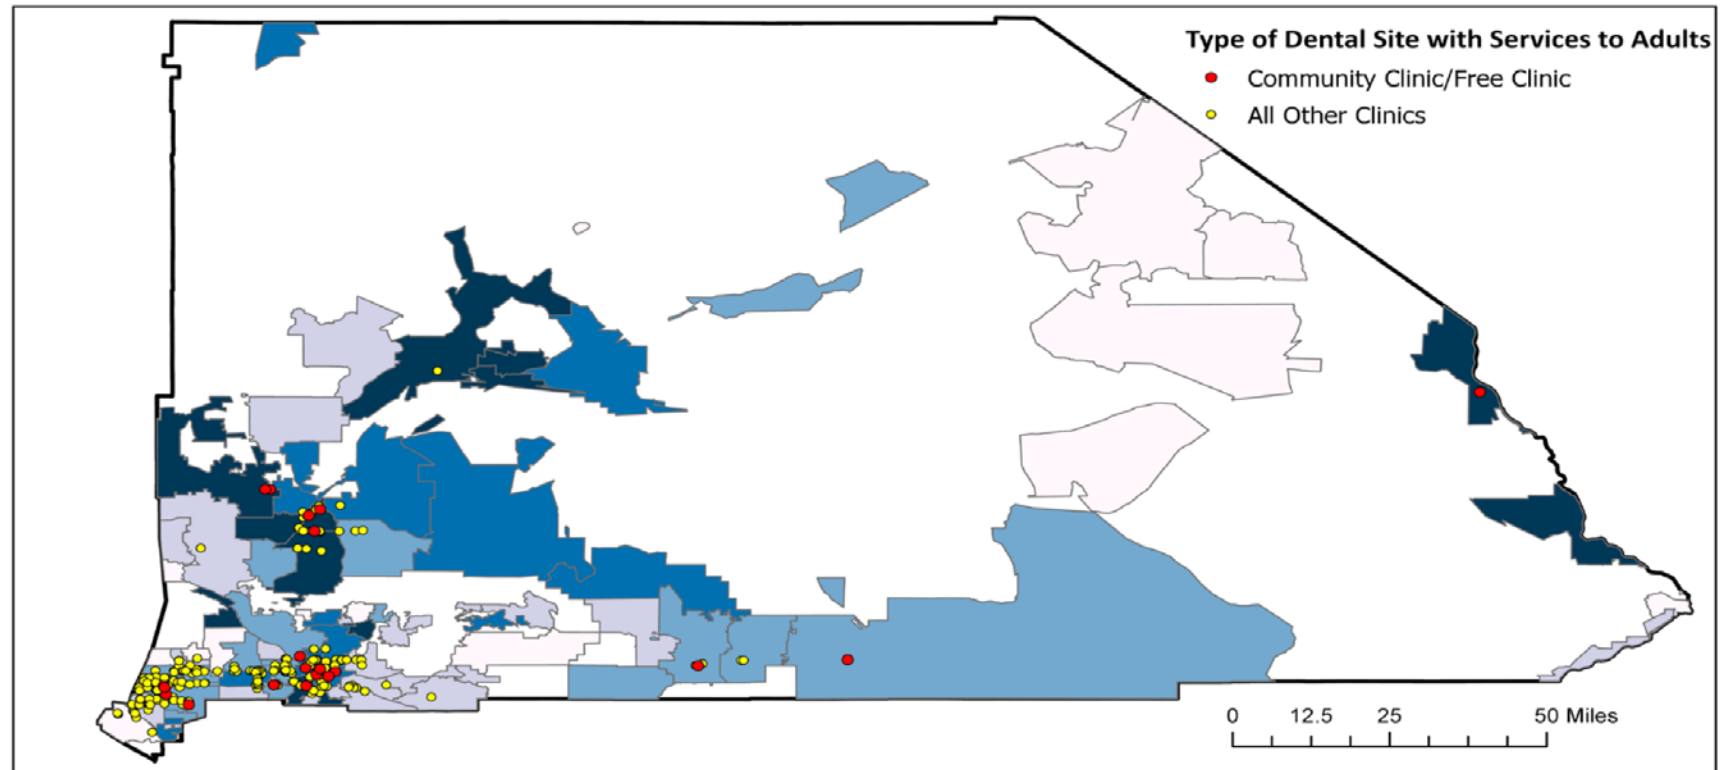 Type of Dental Site with Services to Adults
Community Clinic/Free Clinic
All Other Clinics
0 12.5 25 50 Miles